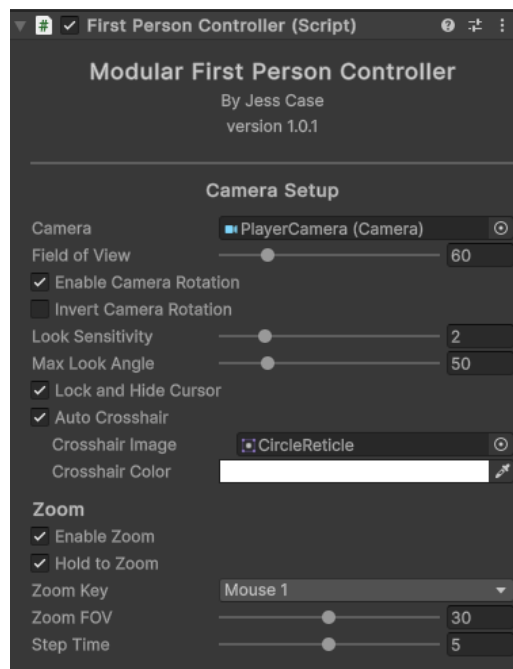 # First Person Controller (Script)
Modular First Person Controller
By Jess Case
version 1.0.1
Camera Setup
Camera PlayerCamera (Camera)
Field of View 60
Enable Camera Rotation
Invert Camera Rotation
Look Sensitivity 2
Max Look Angle 50
Lock and Hide Cursor
Auto Crosshair
Crosshair Image CircleReticle
Crosshair Color
Zoom
Enable Zoom
Hold to Zoom
Zoom Key Mouse 1
Zoom FOV 30
Step Time 5